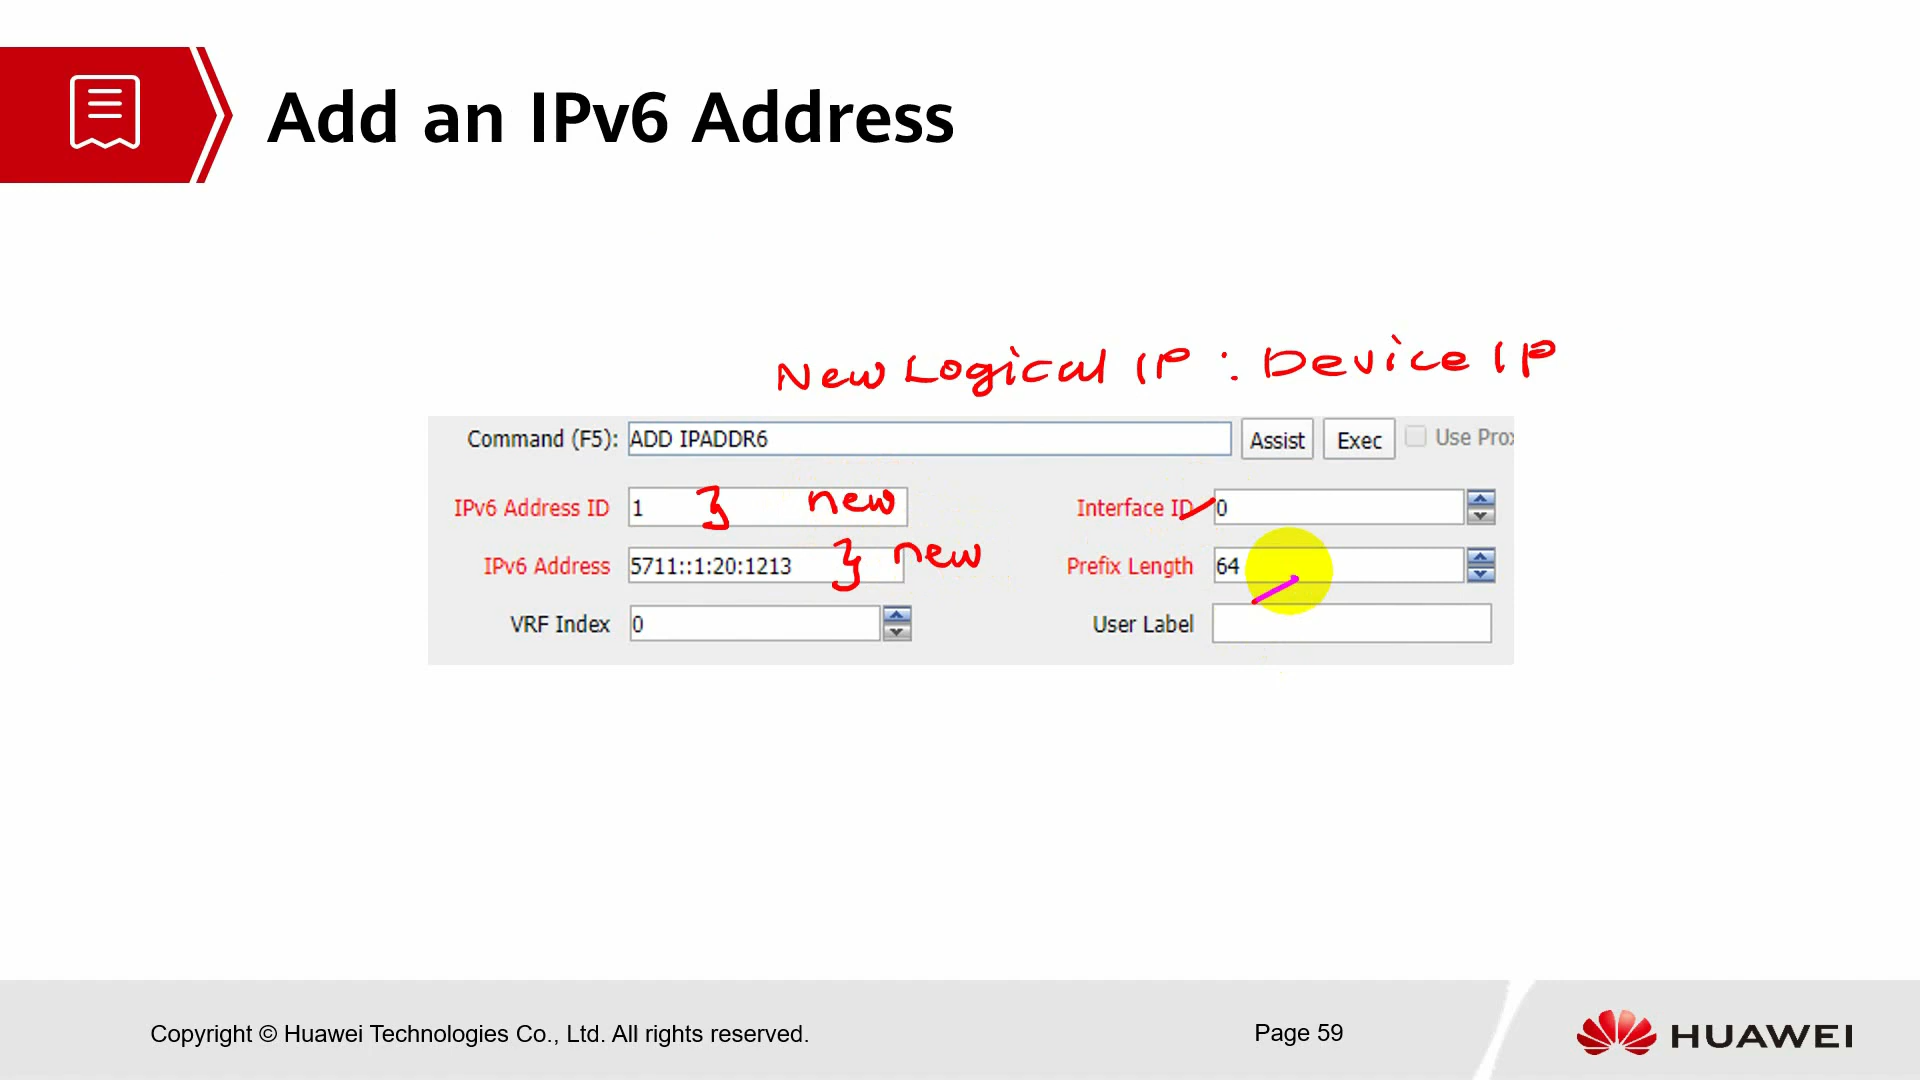 Add an IPv6 Address
New Logical IP : Device IP
Command (F5): ADD IPADDR6 Assist Exec Use Prox
IPv6 Address ID 1 } new Interface ID 0
IPv6 Address 5711::1:20:1213 } new Prefix Length 64
VRF Index 0 User Label
Copyright © Huawei Technologies Co., Ltd. All rights reserved. Page 59 HUAWEI